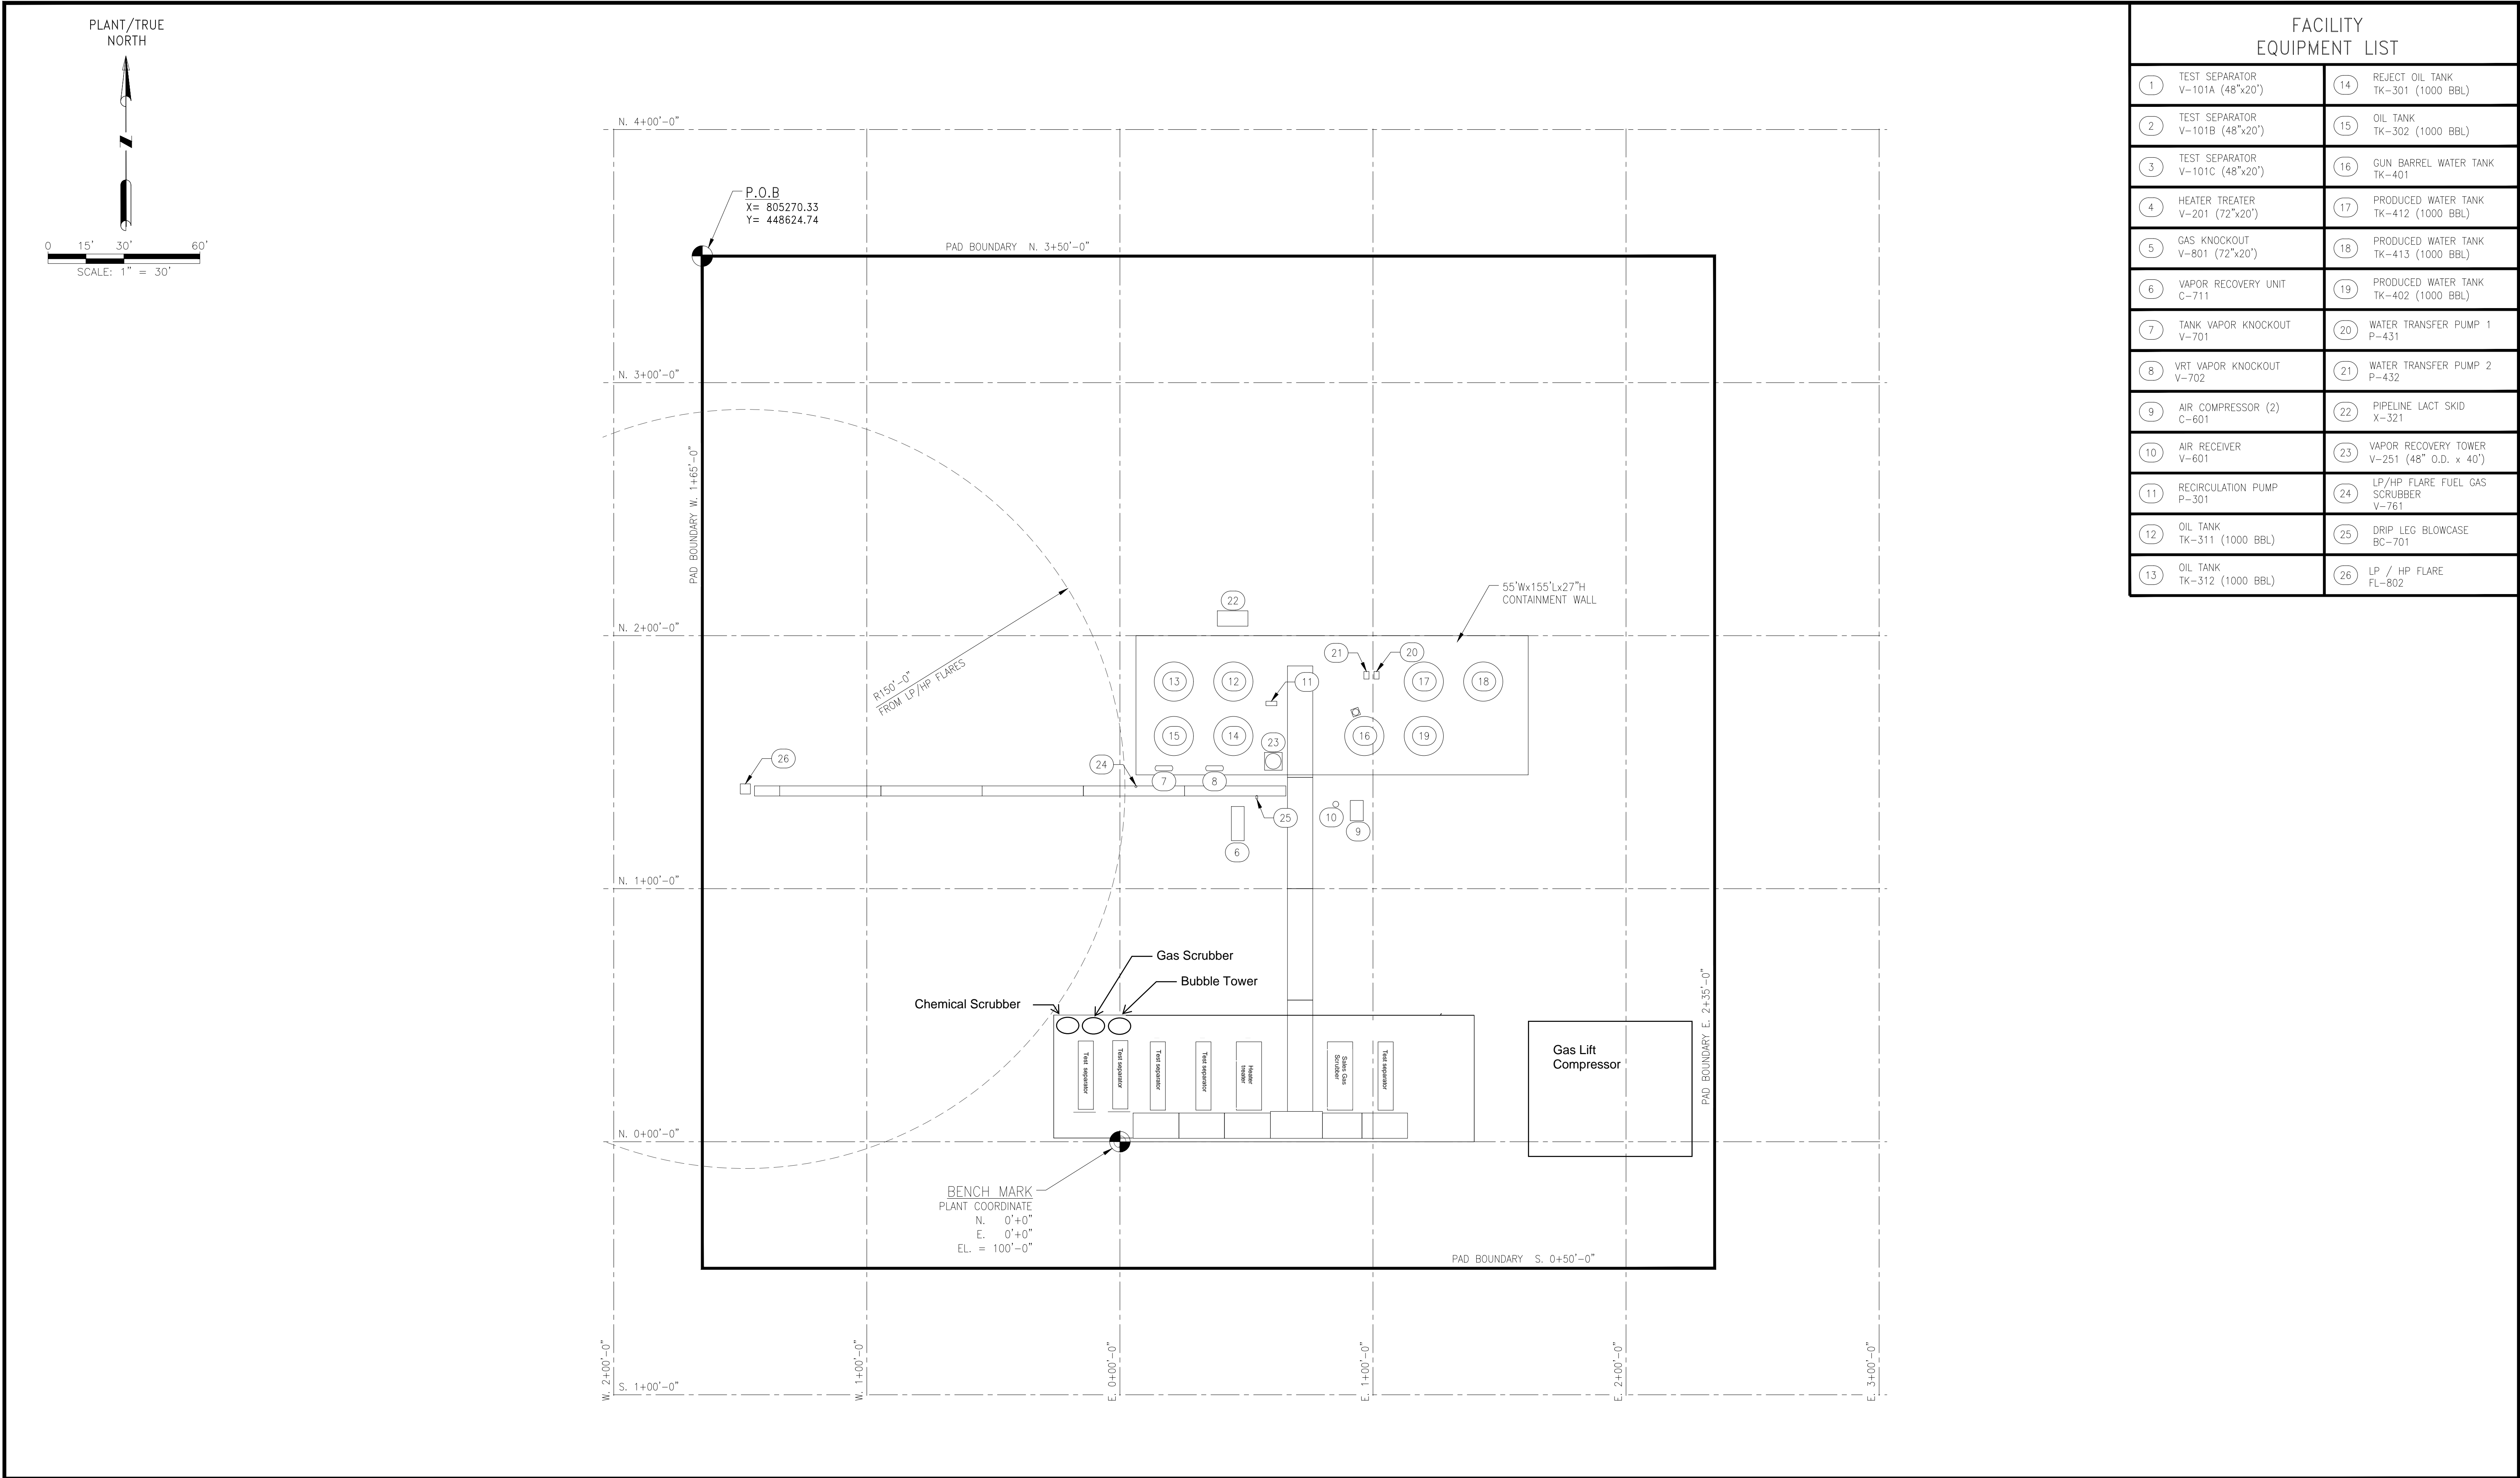 PLANT/TRUE
NORTH
N
0 15' 30' 60'
SCALE: 1" = 30'
N. 4+00'-0"
P.O.B
X= 805270.33
Y= 448624.74
PAD BOUNDARY N. 3+50'-0"
N. 3+00'-0"
PAD BOUNDARY W. 1+65'-0"
R150'-0"
FROM LP/HP FLARES
N. 2+00'-0"
22
55'Wx155'Lx27"H
CONTAINMENT WALL
21
20
13
12
11
17
18
15
14
23
16
19
26
24
7
8
25
10
9
6
N. 1+00'-0"
Gas Scrubber
Bubble Tower
Chemical Scrubber
Test separator
Test separator
Test separator
Test separator
Heater
treater
Sales Gas
Scrubber
Test separator
Gas Lift
Compressor
PAD BOUNDARY E. 2+35'-0"
N. 0+00'-0"
BENCH MARK
PLANT COORDINATE
N. 0'+0"
E. 0'+0"
EL. = 100'-0"
PAD BOUNDARY S. 0+50'-0"
S. 1+00'-0"
W. 2+00'-0"
W. 1+00'-0"
E. 0+00'-0"
E. 1+00'-0"
E. 2+00'-0"
E. 3+00'-0"
FACILITY
EQUIPMENT LIST
1 TEST SEPARATOR
V-101A (48"x20')
2 TEST SEPARATOR
V-101B (48"x20')
3 TEST SEPARATOR
V-101C (48"x20')
4 HEATER TREATER
V-201 (72"x20')
5 GAS KNOCKOUT
V-801 (72"x20')
6 VAPOR RECOVERY UNIT
C-711
7 TANK VAPOR KNOCKOUT
V-701
8 VRT VAPOR KNOCKOUT
V-702
9 AIR COMPRESSOR (2)
C-601
10 AIR RECEIVER
V-601
11 RECIRCULATION PUMP
P-301
12 OIL TANK
TK-311 (1000 BBL)
13 OIL TANK
TK-312 (1000 BBL)
14 REJECT OIL TANK
TK-301 (1000 BBL)
15 OIL TANK
TK-302 (1000 BBL)
16 GUN BARREL WATER TANK
TK-401
17 PRODUCED WATER TANK
TK-412 (1000 BBL)
18 PRODUCED WATER TANK
TK-413 (1000 BBL)
19 PRODUCED WATER TANK
TK-402 (1000 BBL)
20 WATER TRANSFER PUMP 1
P-431
21 WATER TRANSFER PUMP 2
P-432
22 PIPELINE LACT SKID
X-321
23 VAPOR RECOVERY TOWER
V-251 (48" O.D. x 40')
24 LP/HP FLARE FUEL GAS
SCRUBBER
V-761
25 DRIP LEG BLOWCASE
BC-701
26 LP / HP FLARE
FL-802